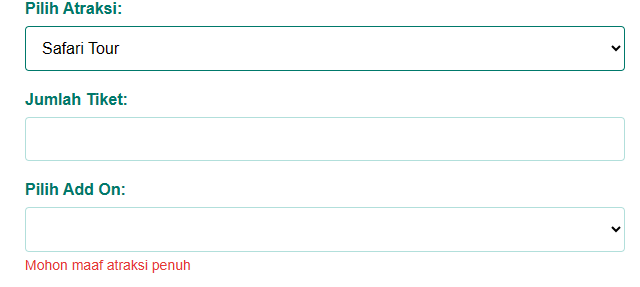 Pilih Atraksi:
Safari Tour
Jumlah Tiket:
Pilih Add On:
Mohon maaf atraksi penuh